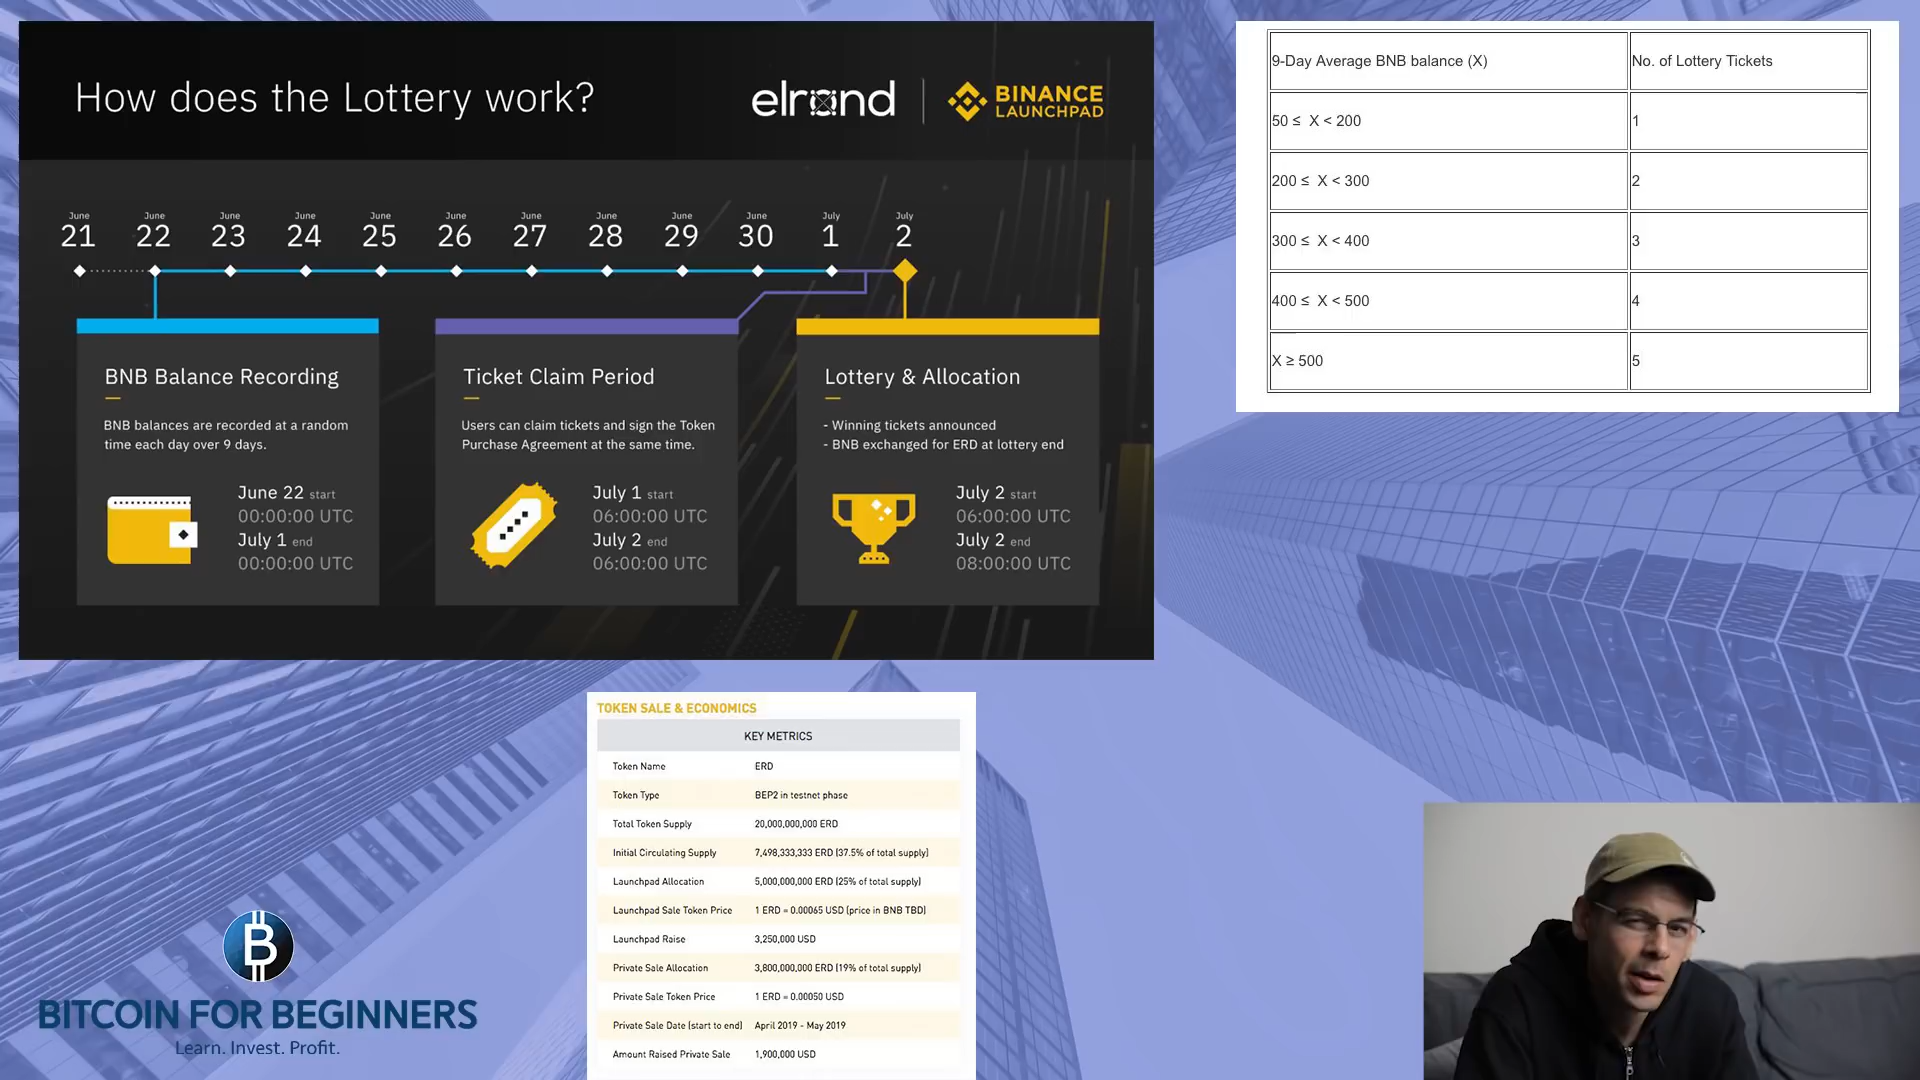 How does the Lottery work?
elrond
BINANCE
LAUNCHPAD
June June June June June June June June June June July July
21 22 23 24 25 26 27 28 29 30 1 2
BNB Balance Recording
BNB balances are recorded at a random
time each day over 9 days.
June 22 start
00:00:00 UTC
July 1 end
00:00:00 UTC
Ticket Claim Period
Users can claim tickets and sign the Token
Purchase Agreement at the same time.
July 1 start
06:00:00 UTC
July 2 end
06:00:00 UTC
Lottery & Allocation
- Winning tickets announced
- BNB exchanged for ERD at lottery end
July 2 start
06:00:00 UTC
July 2 end
08:00:00 UTC
9-Day Average BNB balance (X) No. of Lottery Tickets
50 ≤ X < 200 1
200 ≤ X < 300 2
300 ≤ X < 400 3
400 ≤ X < 500 4
X ≥ 500 5
TOKEN SALE & ECONOMICS
KEY METRICS
Token Name ERD
Token Type BEP2 in testnet phase
Total Token Supply 20,000,000,000 ERD
Initial Circulating Supply 7,498,333,333 ERD (37.5% of total supply)
Launchpad Allocation 5,000,000,000 ERD (25% of total supply)
Launchpad Sale Token Price 1 ERD = 0.00065 USD (price in BNB TBD)
Launchpad Raise 3,250,000 USD
Private Sale Allocation 3,800,000,000 ERD (19% of total supply)
Private Sale Token Price 1 ERD = 0.00050 USD
Private Sale Date (start to end) April 2019 - May 2019
Amount Raised Private Sale 1,900,000 USD
B
BITCOIN FOR BEGINNERS
Learn. Invest. Profit.